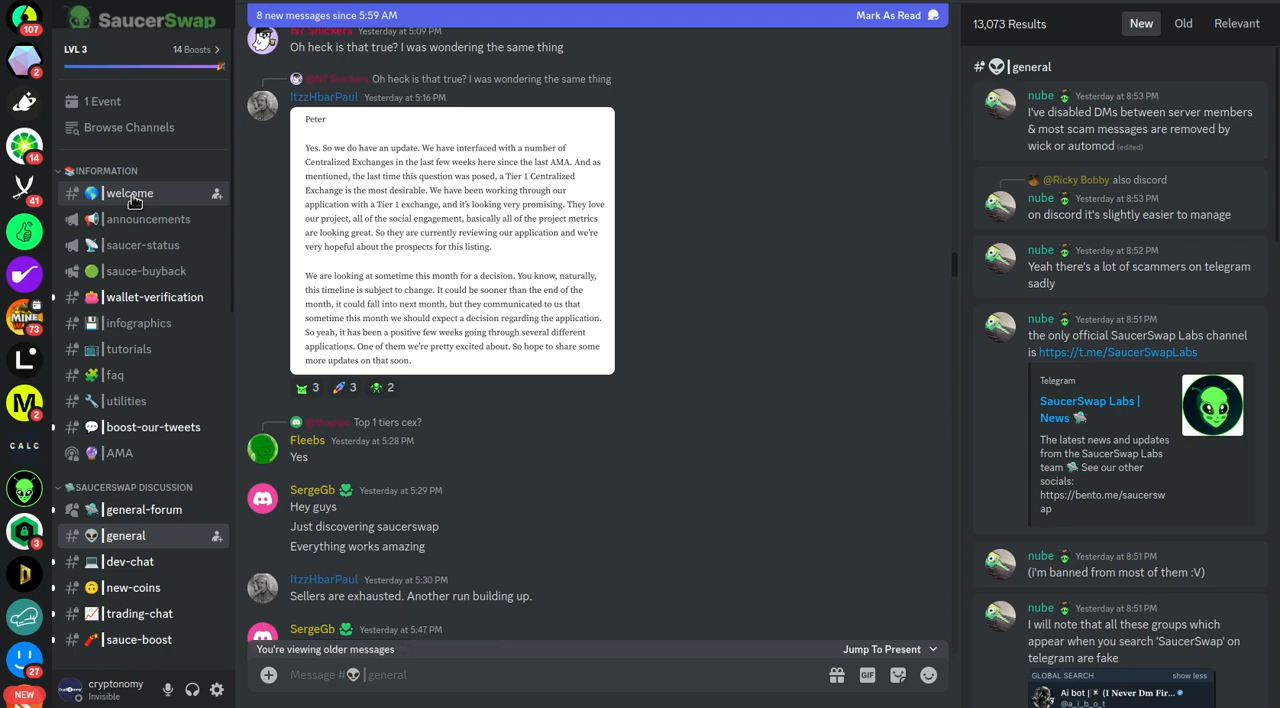 107
2
14
41
73
L
M
2
CALC
3
27
NEW
SaucerSwap
LVL 3
14 Boosts
1 Event
Browse Channels
INFORMATION
welcome
announcements
saucer-status
sauce-buyback
wallet-verification
infographics
tutorials
faq
utilities
boost-our-tweets
AMA
SAUCERSWAP DISCUSSION
general-forum
general
dev-chat
new-coins
trading-chat
sauce-boost
cryptonomy
Invisible
8 new messages since 5:59 AM
Mark As Read
Yesterday at 5:09 PM
Oh heck is that true? I was wondering the same thing
Oh heck is that true? I was wondering the same thing
ItzzHbarPaul Yesterday at 5:16 PM
Peter
Yes. So we do have an update. We have interfaced with a number of
Centralized Exchanges in the last few weeks here since the last AMA. And as
mentioned, the last time this question was posed, a Tier 1 Centralized
Exchange is the most desirable. We have been working through our
application with a Tier 1 exchange, and it's looking very promising. They love
our project, all of the social engagement, basically all of the project metrics
are looking great. So they are currently reviewing our application and we're
very hopeful about the prospects for this listing.
We are looking at sometime this month for a decision. You know, naturally,
this timeline is subject to change. It could be sooner than the end of the
month, it could fall into next month, but they communicated to us that
sometime this month we should expect a decision regarding the application.
So yeah, it has been a positive few weeks going through several different
applications. One of them we're pretty excited about. So hope to share some
more updates on that soon.
3 3 2
Top 1 tiers cex?
Fleebs Yesterday at 5:28 PM
Yes
SergeGb Yesterday at 5:29 PM
Hey guys
Just discovering saucerswap
Everything works amazing
ItzzHbarPaul Yesterday at 5:30 PM
Sellers are exhausted. Another run building up.
SergeGb Yesterday at 5:47 PM
You're viewing older messages
Jump To Present
Message # general
GIF
13,073 Results
New
Old
Relevant
# general
nube Yesterday at 8:53 PM
I've disabled DMs between server
members & most scam messages are removed by
wick or automod (edited)
@Ricky Bobby also discord
nube Yesterday at 8:53 PM
on discord it's slightly easier to manage
nube Yesterday at 8:52 PM
Yeah there's a lot of scammers on telegram
sadly
nube Yesterday at 8:51 PM
the only official SaucerSwap Labs channel
is https://t.me/SaucerSwapLabs
Telegram
SaucerSwap Labs |
News
The latest news and updates
from the SaucerSwap Labs
team See our other
socials:
https://bento.me/saucersw
ap
nube Yesterday at 8:51 PM
(i'm banned from most of them :V)
nube Yesterday at 8:51 PM
I will note that all these groups which
appear when you search 'SaucerSwap' on
telegram are fake
GLOBAL SEARCH
show less
Ai bot | (I Never Dm Fir...
@a_i_b_o_t